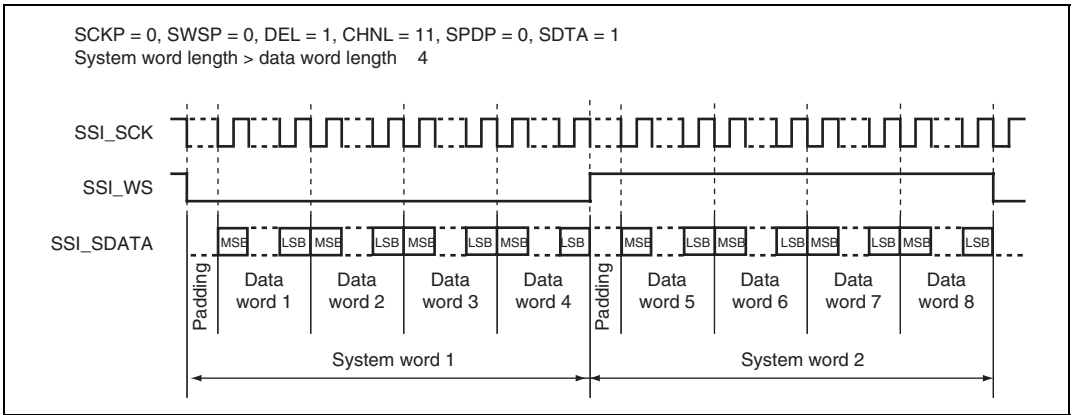 SCKP = 0, SWSP = 0, DEL = 1, CHNL = 11, SPDP = 0, SDTA = 1
System word length > data word length 4
SSI_SCK
SSI_WS
SSI_SDATA
MSB LSB MSB LSB MSB LSB MSB LSB MSB LSB MSB LSB MSB LSB MSB LSB
Padding
Data word 1
Data word 2
Data word 3
Data word 4
Padding
Data word 5
Data word 6
Data word 7
Data word 8
System word 1
System word 2